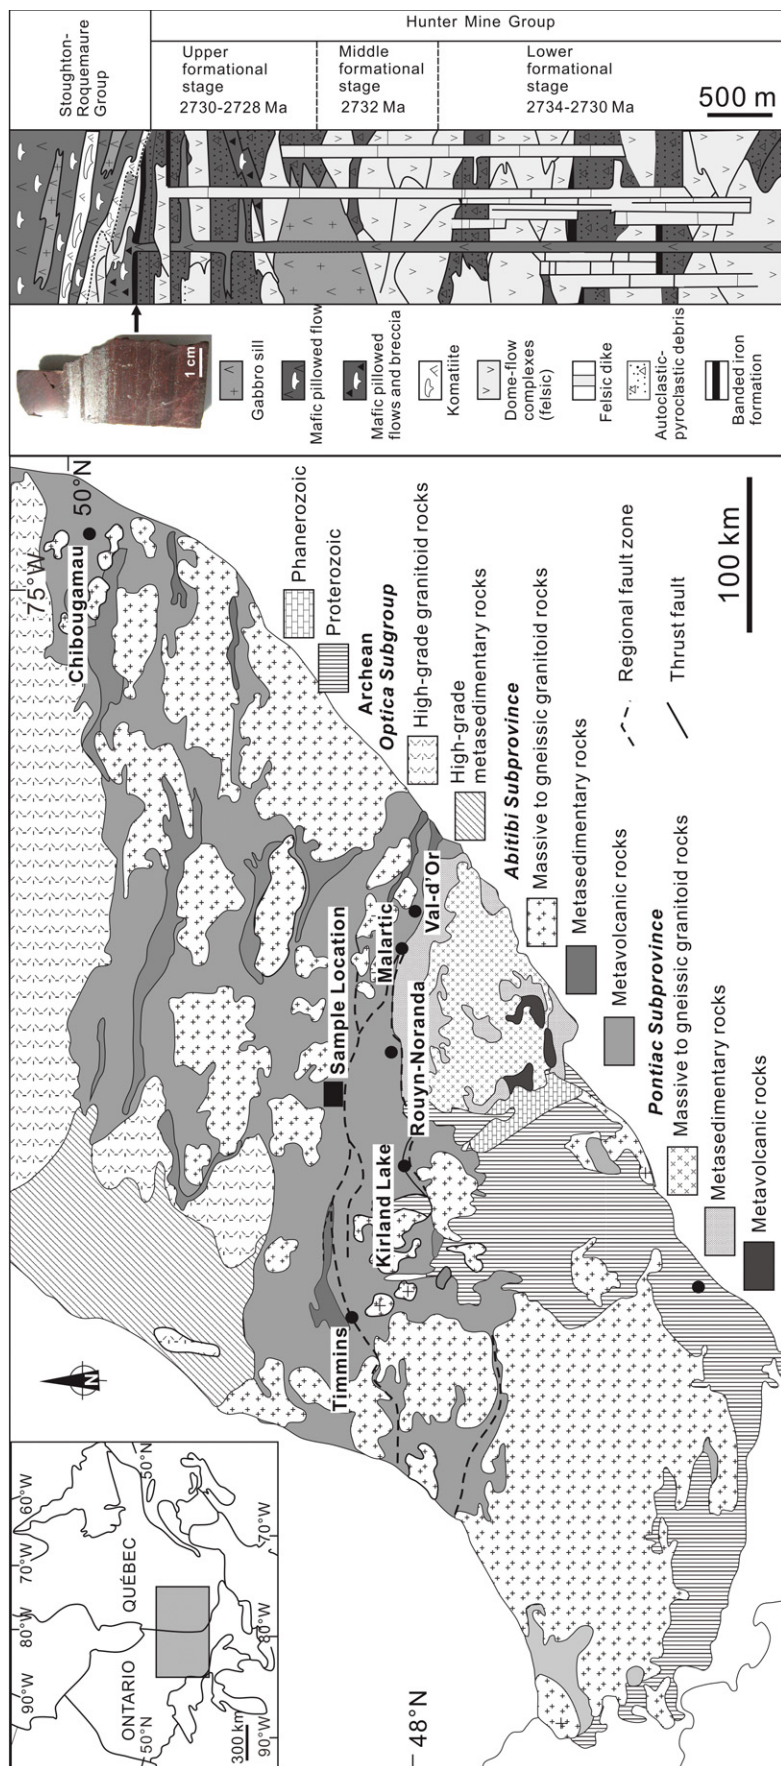 Hunter Mine Group
Stoughton-
Roquemaure
Group
Upper
formational
stage
2730-2728 Ma
Middle
formational
stage
2732 Ma
Lower
formational
stage
2734-2730 Ma
500 m
1 cm
Gabbro sill
Mafic pillowed flow
Mafic pillowed
flows and breccia
Komatiite
Dome-flow
complexes
(felsic)
Felsic dike
Autoclastic-
pyroclastic debris
Banded iron
formation
90°W
80°W
70°W
60°W
ONTARIO
QUÉBEC
50°N
50°N
300 km
90°W
80°W
70°W
N
75°W
50°N
48°N
Chibougamau
Sample Location
Timmins
Kirland Lake
Rouyn-Noranda
Malartic
Val-d'Or
100 km
Phanerozoic
Proterozoic
Archean
Optica Subgroup
High-grade granitoid rocks
High-grade
metasedimentary rocks
Abitibi Subprovince
Massive to gneissic granitoid rocks
Metasedimentary rocks
Metavolcanic rocks
Pontiac Subprovince
Massive to gneissic granitoid rocks
Metasedimentary rocks
Metavolcanic rocks
Regional fault zone
Thrust fault